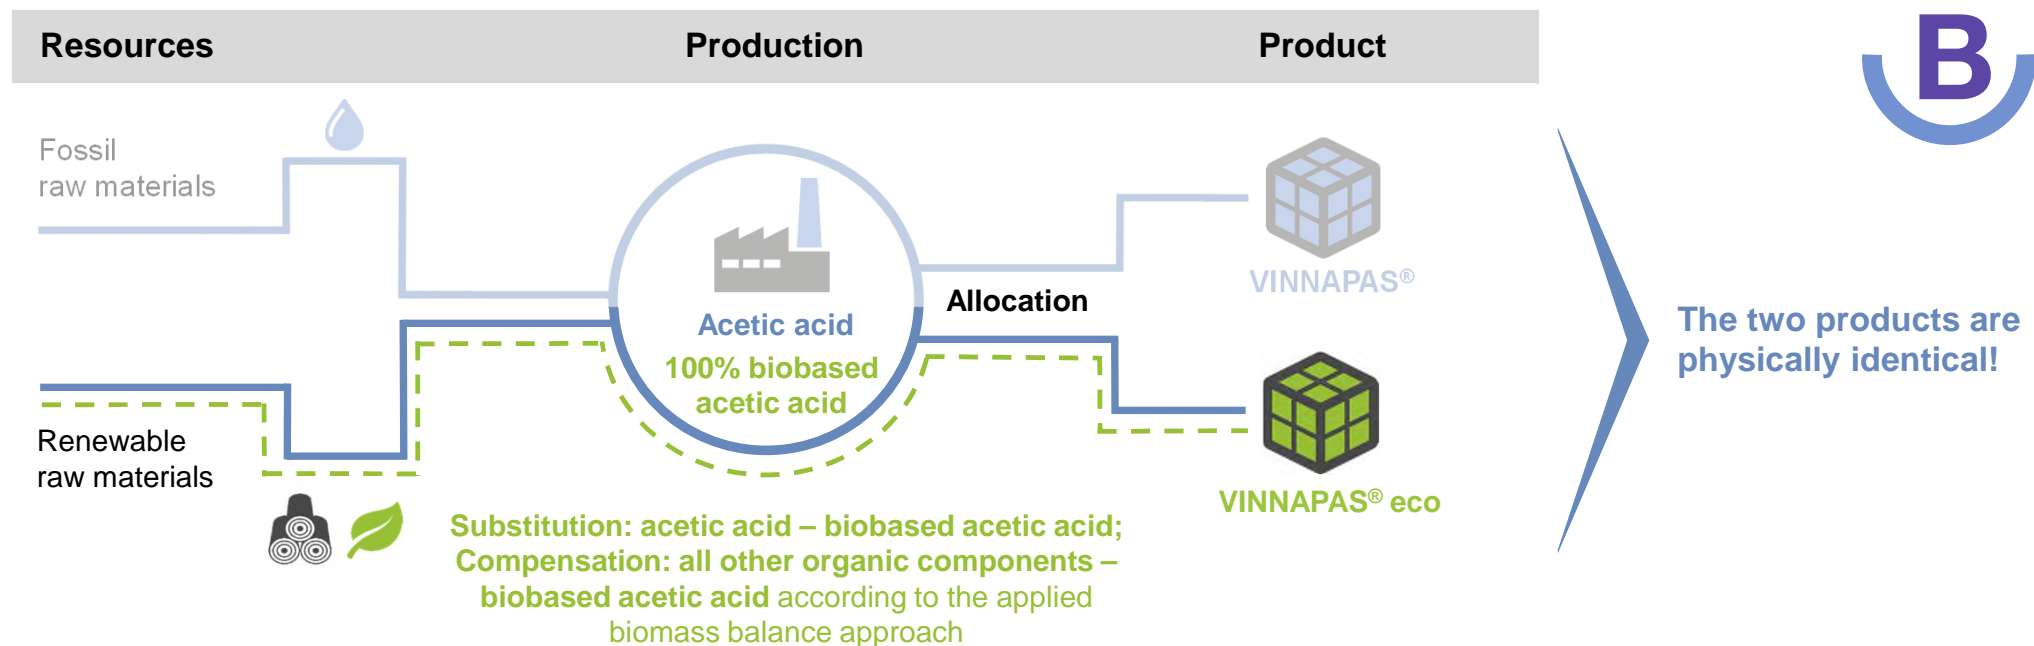 Resources
Production
Product
B
Fossil
raw materials
VINNAPAS®
Allocation
Acetic acid
100% biobased
acetic acid
The two products are
physically identical!
Renewable
raw materials
VINNAPAS® eco
Substitution: acetic acid – biobased acetic acid;
Compensation: all other organic components –
biobased acetic acid according to the applied
biomass balance approach